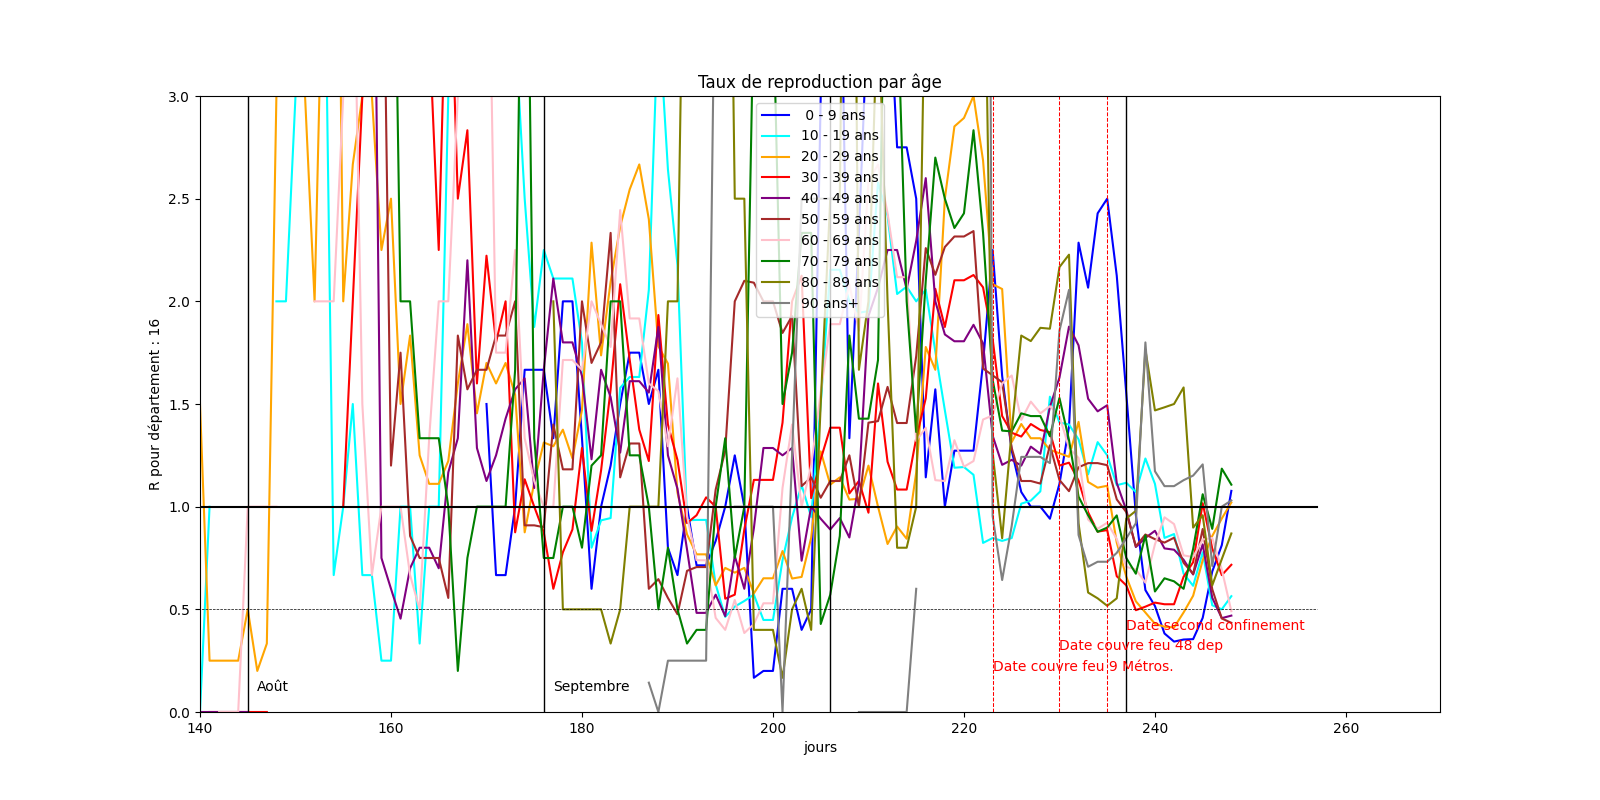 Taux de reproduction par âge
R pour département : 16
3.0
2.5
2.0
1.5
1.0
0.5
0.0
0 - 9 ans
10 - 19 ans
20 - 29 ans
30 - 39 ans
40 - 49 ans
50 - 59 ans
60 - 69 ans
70 - 79 ans
80 - 89 ans
90 ans+
Date second confinement
Date couvre feu 48 dep
Date couvre feu 9 Métros.
Août
Septembre
140
160
180
200
220
240
260
jours